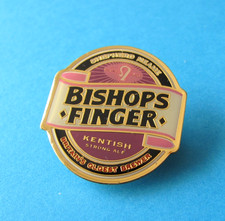 SHEPHERD NEAME
BISHOPS
FINGER
KENTISH
STRONG ALE
BRITAIN'S OLDEST BREWER